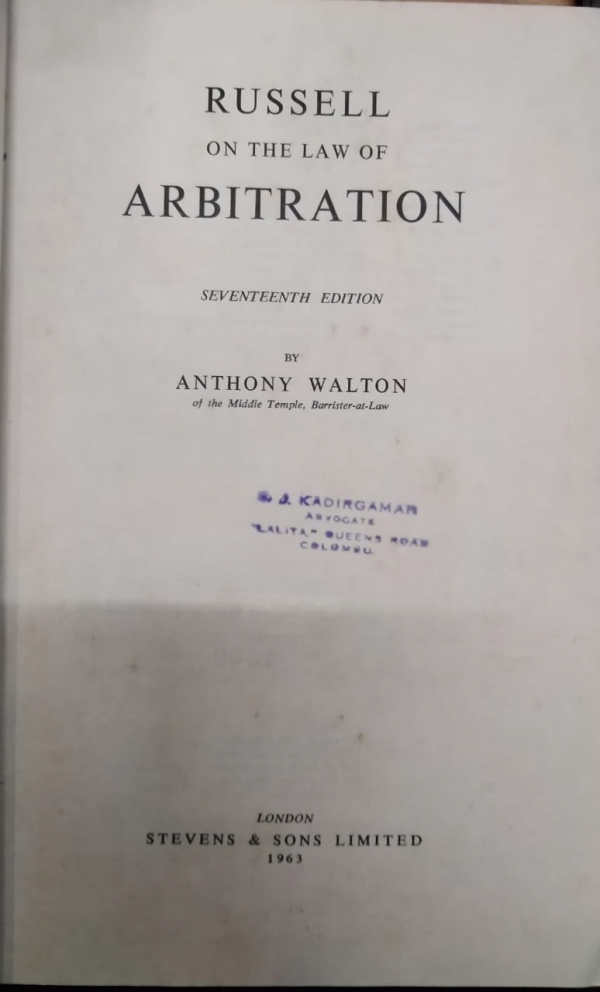 RUSSELL
ON THE LAW OF
ARBITRATION
SEVENTEENTH EDITION
BY
ANTHONY WALTON
of the Middle Temple, Barrister-at-Law
J. KADIRGAMAR
ADVOCATE
"LALITA," QUEENS ROAD
COLOMBO.
LONDON
STEVENS & SONS LIMITED
1963